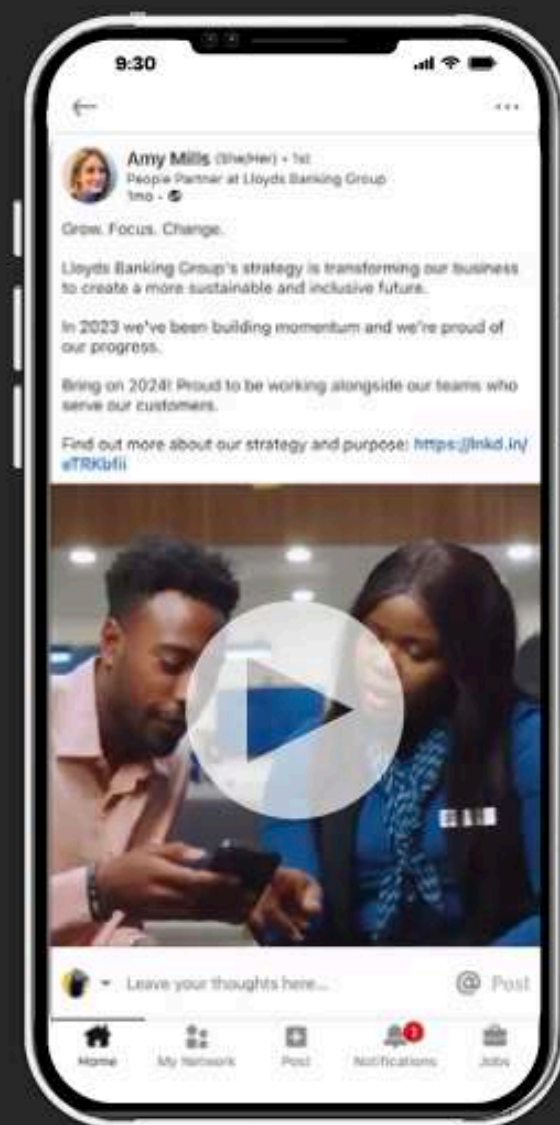 9:30
Amy Mills (She/Her) • 1st
People Partner at Lloyds Banking Group
1mo •
Grow. Focus. Change.
Lloyds Banking Group's strategy is transforming our business
to create a more sustainable and inclusive future.
In 2023 we've been building momentum and we're proud of
our progress.
Bring on 2024! Proud to be working alongside our teams who
serve our customers.
Find out more about our strategy and purpose: https://lnkd.in/
eTRKbfii
Leave your thoughts here...
@ Post
Home
My Network
Post
Notifications
Jobs